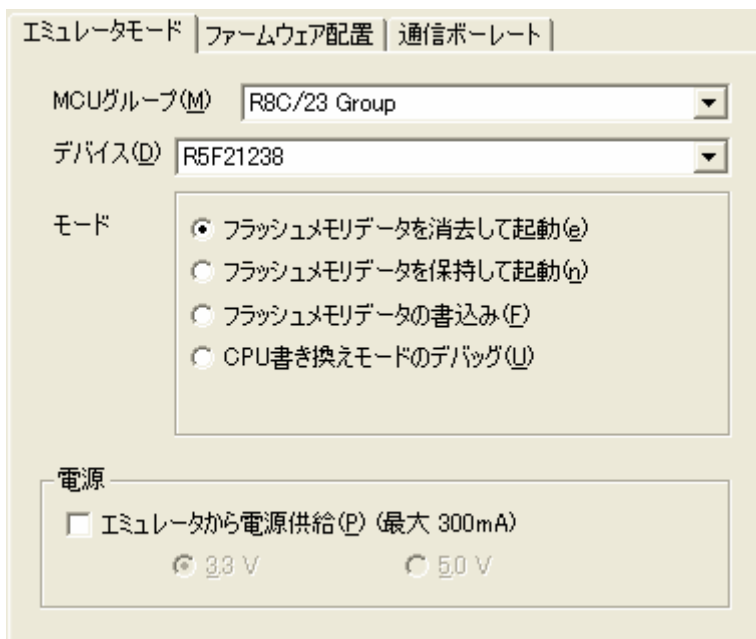 エミュレータモード ファームウェア配置 通信ボーレート
MCUグループ(M) R8C/23 Group
デバイス(D) R5F21238
モード
フラッシュメモリデータを消去して起動(e)
フラッシュメモリデータを保持して起動(n)
フラッシュメモリデータの書込み(F)
CPU書き換えモードのデバッグ(U)
電源
エミュレータから電源供給(P) (最大 300mA)
3.3 V 5.0 V